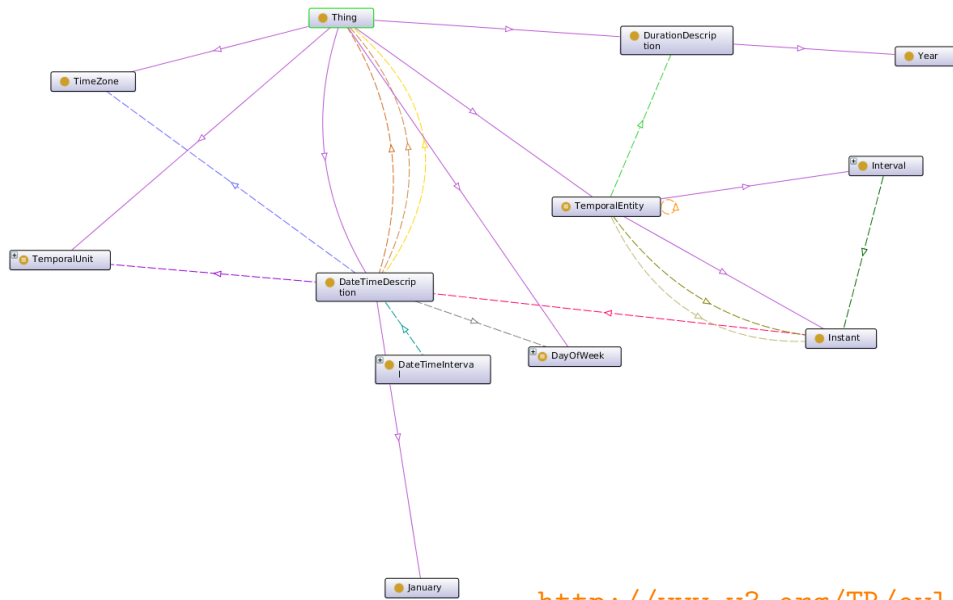 Thing
DurationDescrip
tion
Year
TimeZone
Interval
TemporalEntity
TemporalUnit
DateTimeDescrip
tion
Instant
DayOfWeek
DateTimeInterva
l
January